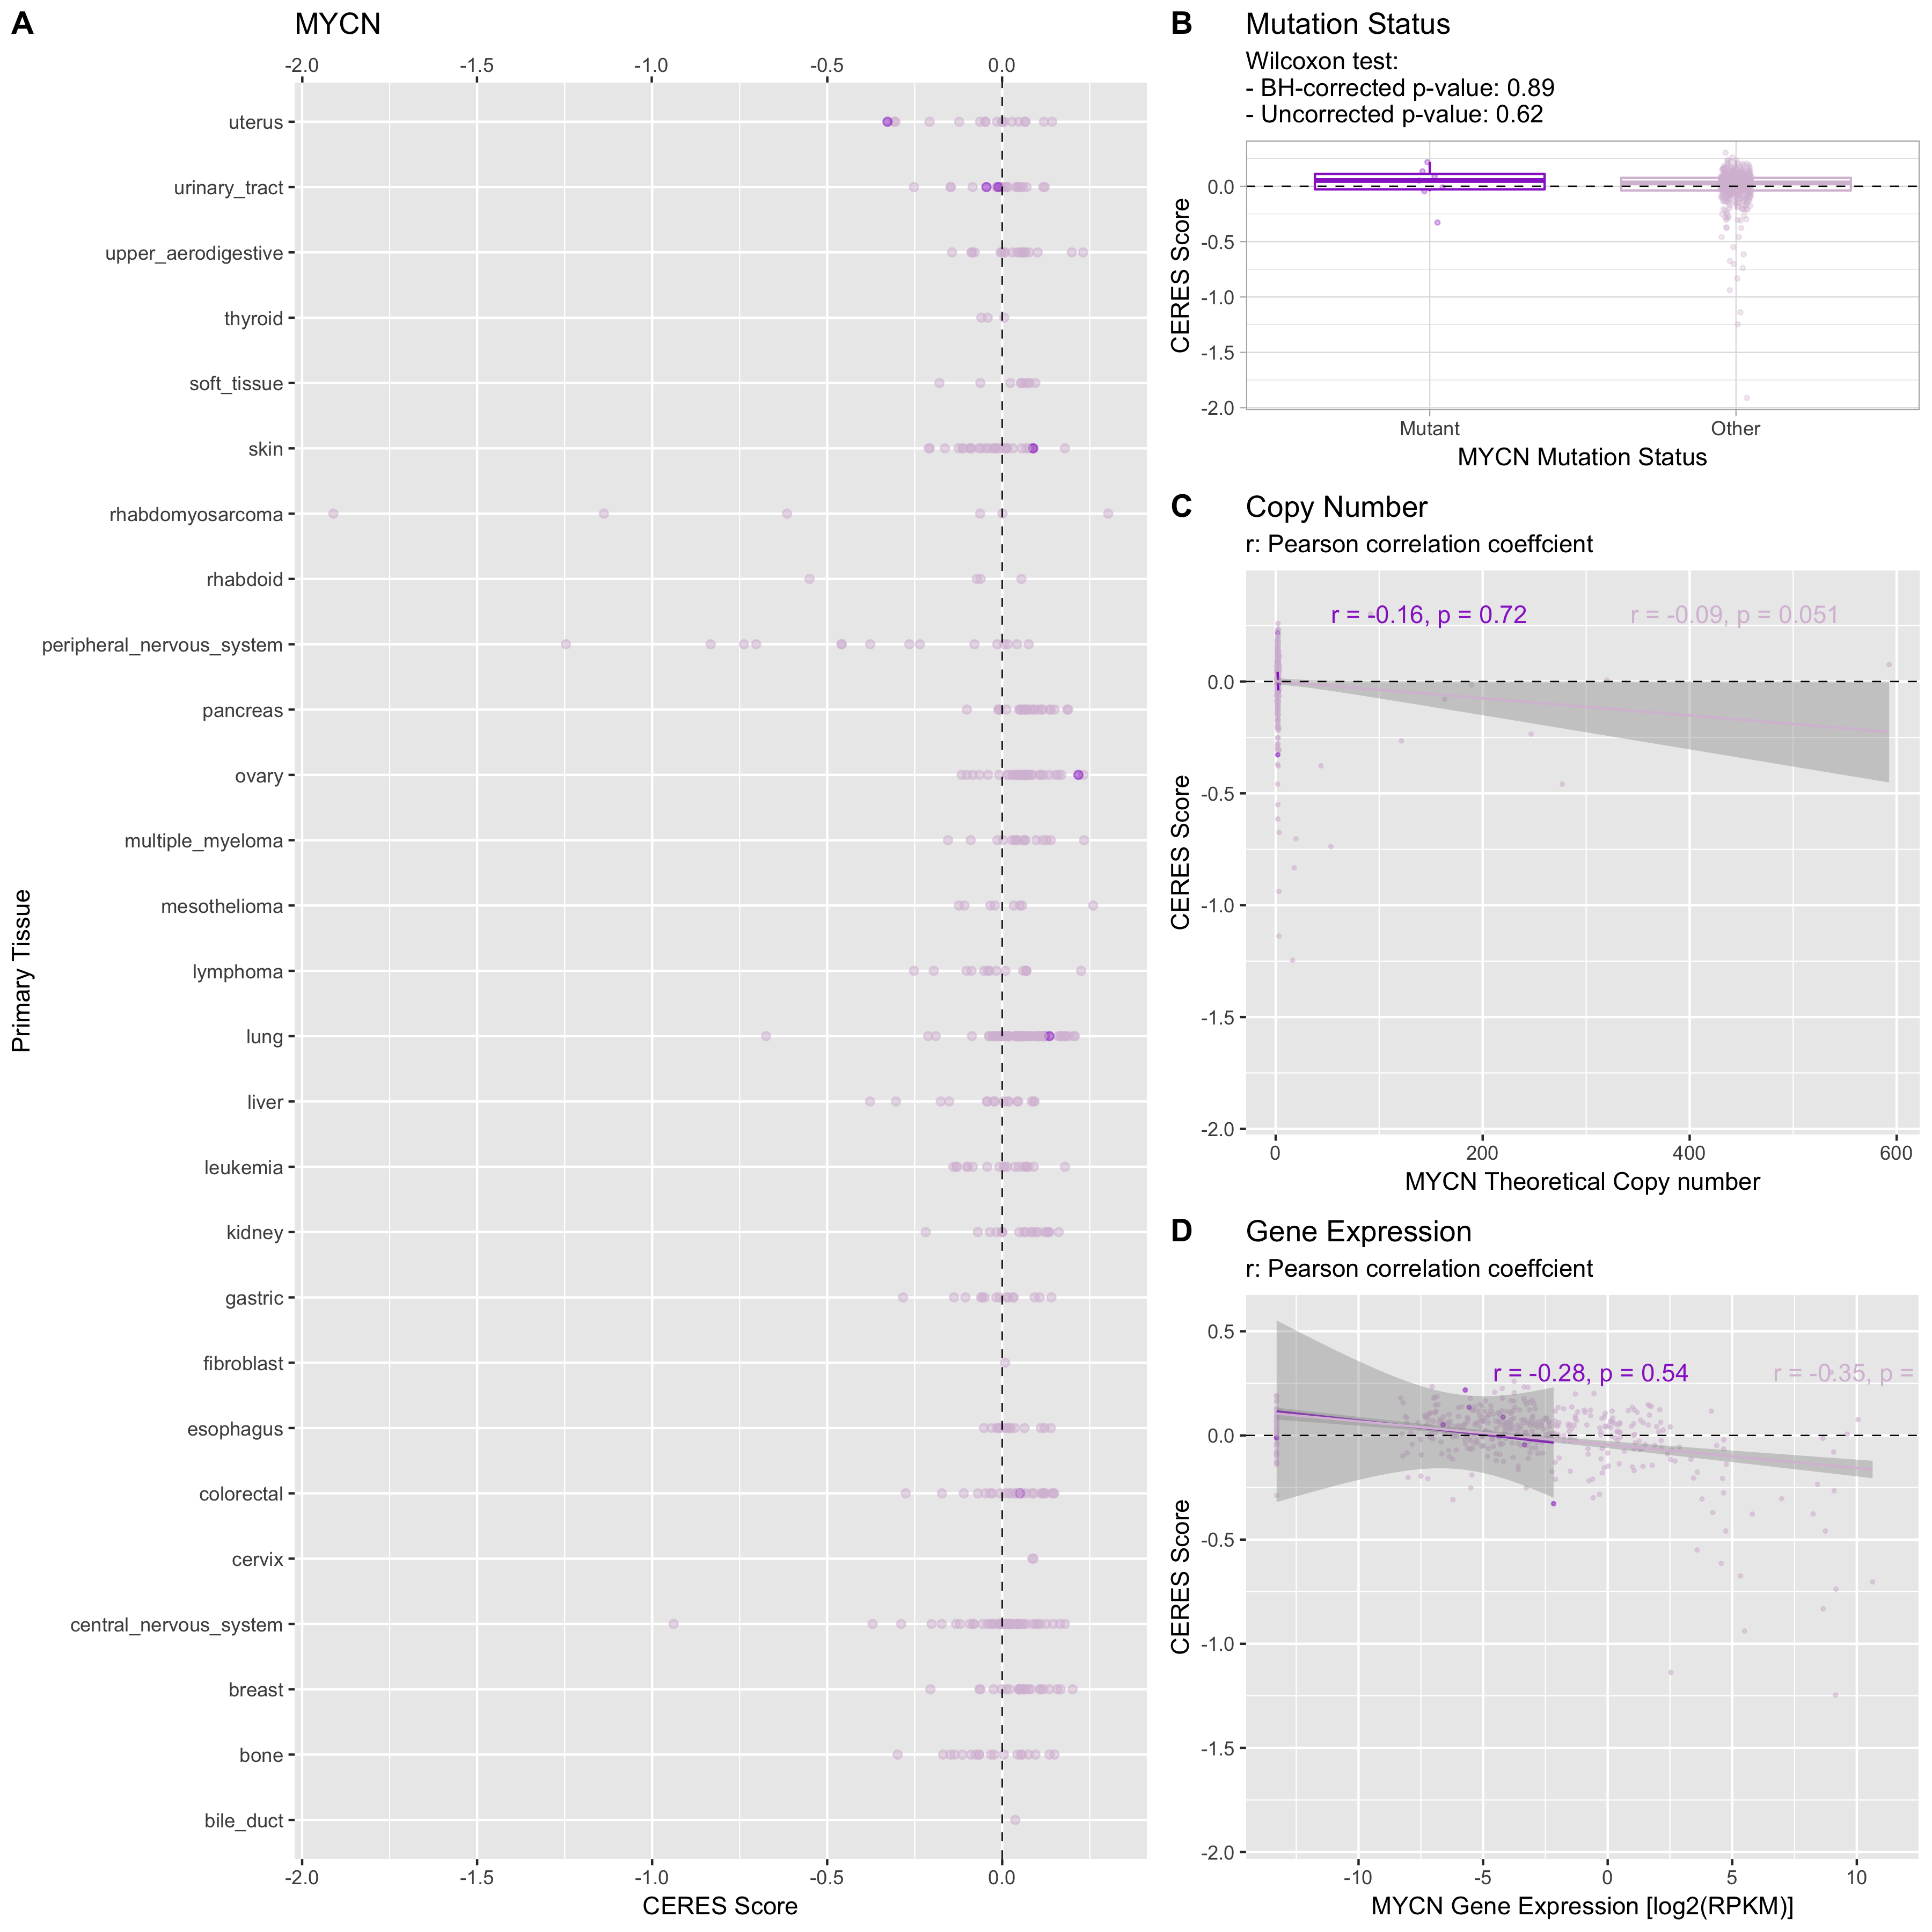 A
MYCN
-2.0 -1.5 -1.0 -0.5 0.0
uterus
urinary_tract
upper_aerodigestive
thyroid
soft_tissue
skin
rhabdomyosarcoma
rhabdoid
peripheral_nervous_system
pancreas
ovary
multiple_myeloma
mesothelioma
lymphoma
lung
liver
leukemia
kidney
gastric
fibroblast
esophagus
colorectal
cervix
central_nervous_system
breast
bone
bile_duct
Primary Tissue
-2.0 -1.5 -1.0 -0.5 0.0
CERES Score
B
Mutation Status
Wilcoxon test:
- BH-corrected p-value: 0.89
- Uncorrected p-value: 0.62
0.0
-0.5
-1.0
-1.5
-2.0
CERES Score
Mutant Other
MYCN Mutation Status
C
Copy Number
r: Pearson correlation coeffcient
r = -0.16, p = 0.72 r = -0.09, p = 0.051
0.0
-0.5
-1.0
-1.5
-2.0
CERES Score
0 200 400 600
MYCN Theoretical Copy number
D
Gene Expression
r: Pearson correlation coeffcient
r = -0.28, p = 0.54 r = -0.35, p =
0.5
0.0
-0.5
-1.0
-1.5
-2.0
CERES Score
-10 -5 0 5 10
MYCN Gene Expression [log2(RPKM)]